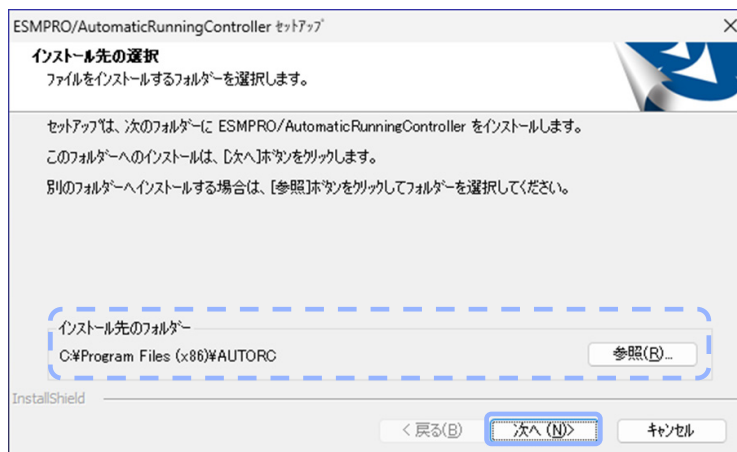 ESMPRO/AutomaticRunningController セットアップ
インストール先の選択
ファイルをインストールするフォルダーを選択します。
セットアップは、次のフォルダーに ESMPRO/AutomaticRunningController をインストールします。
このフォルダーへのインストールは、[次へ]ボタンをクリックします。
別のフォルダーへインストールする場合は、[参照]ボタンをクリックしてフォルダーを選択してください。
インストール先のフォルダー
C:¥Program Files (x86)¥AUTORC
参照(R)...
InstallShield
< 戻る(B)
次へ (N)>
キャンセル